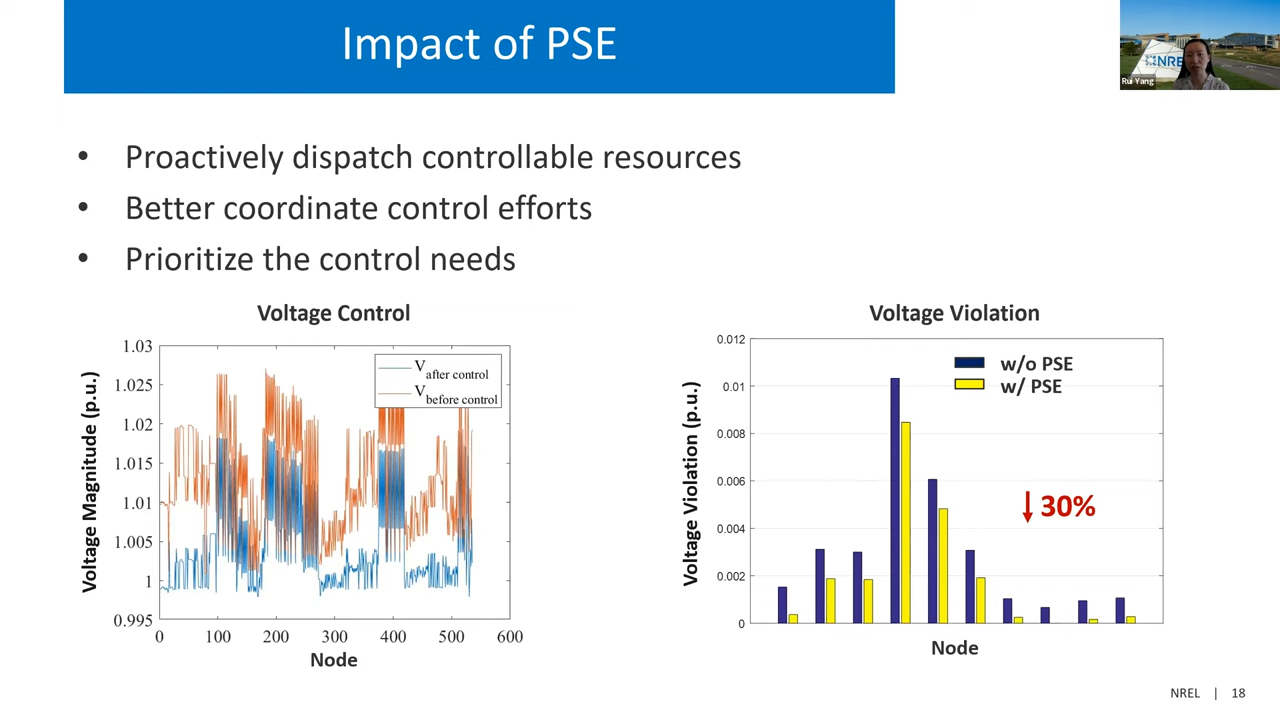 Impact of PSE
NRE
Rui Yang
• Proactively dispatch controllable resources
• Better coordinate control efforts
• Prioritize the control needs
Voltage Control
Voltage Magnitude (p.u.)
1.03
1.025
1.02
1.015
1.01
1.005
1
0.995
V after control
V before control
0 100 200 300 400 500 600
Node
Voltage Violation
Voltage Violation (p.u.)
0.012
0.01
0.008
0.006
0.004
0.002
0
w/o PSE
w/ PSE
↓ 30%
Node
NREL | 18